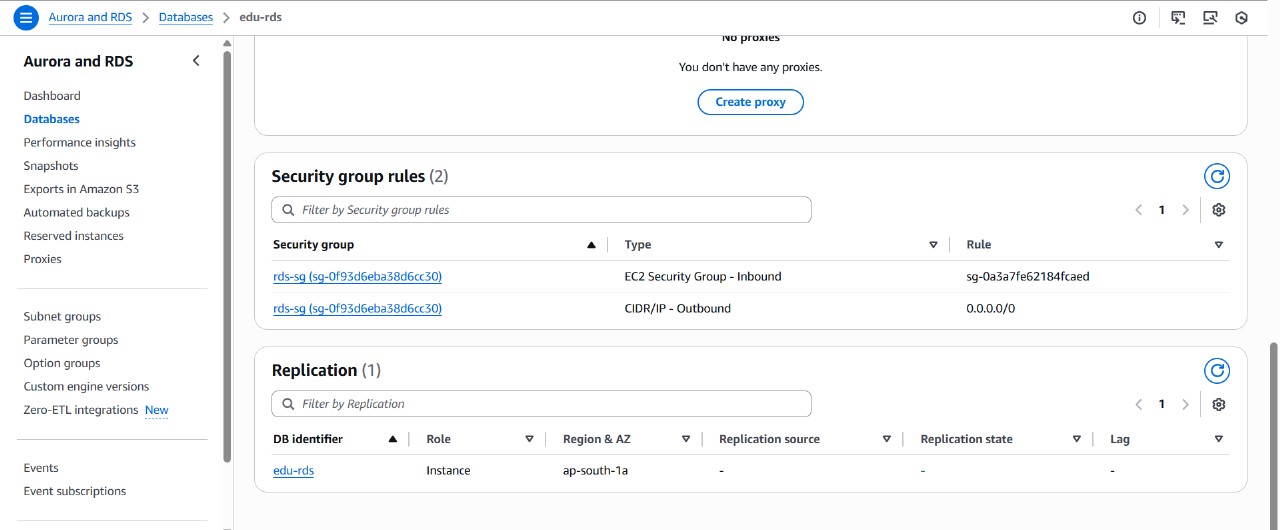 Aurora and RDS > Databases > edu-rds
Aurora and RDS
Dashboard
Databases
Performance insights
Snapshots
Exports in Amazon S3
Automated backups
Reserved instances
Proxies
Subnet groups
Parameter groups
Option groups
Custom engine versions
Zero-ETL integrations New
Events
Event subscriptions
No proxies
You don't have any proxies.
Create proxy
Security group rules (2)
Filter by Security group rules
1
Security group Type Rule
rds-sg (sg-0f93d6eba38d6cc30) EC2 Security Group - Inbound sg-0a3a7fe62184fcaed
rds-sg (sg-0f93d6eba38d6cc30) CIDR/IP - Outbound 0.0.0.0/0
Replication (1)
Filter by Replication
1
DB identifier Role Region & AZ Replication source Replication state Lag
edu-rds Instance ap-south-1a - - -